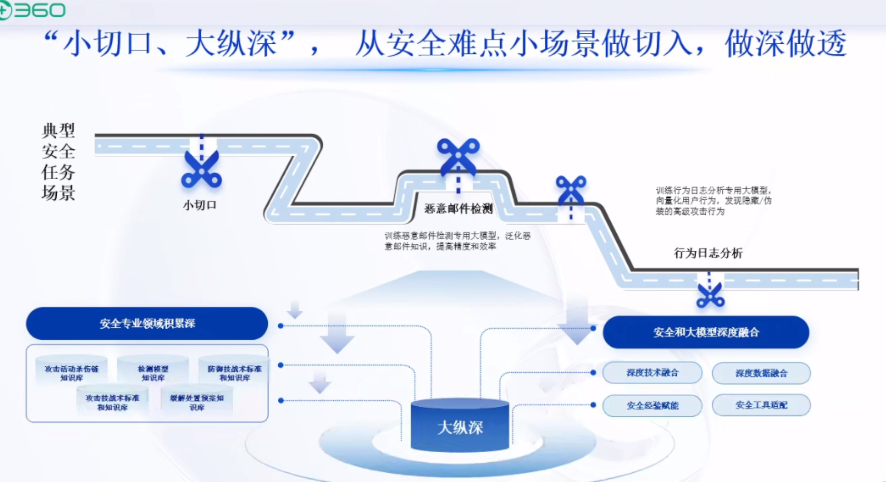 360
“小切口、大纵深”， 从安全难点小场景做切入，做深做透
典型
安全
任务
场景
小切口
恶意邮件检测
训练恶意邮件检测专用大模型，泛化恶
意邮件知识，提高精度和效率
训练行为日志分析专用大模型，
向量化用户行为，发现隐藏/伪
装的高级攻击行为
行为日志分析
安全专业领域积累深
攻击活动杀伤链
知识库
检测模型
知识库
防御技战术标准
和知识库
攻击技战术标准
和知识库
缓解处置预案知
识库
大纵深
安全和大模型深度融合
深度技术融合
深度数据融合
安全经验赋能
安全工具适配